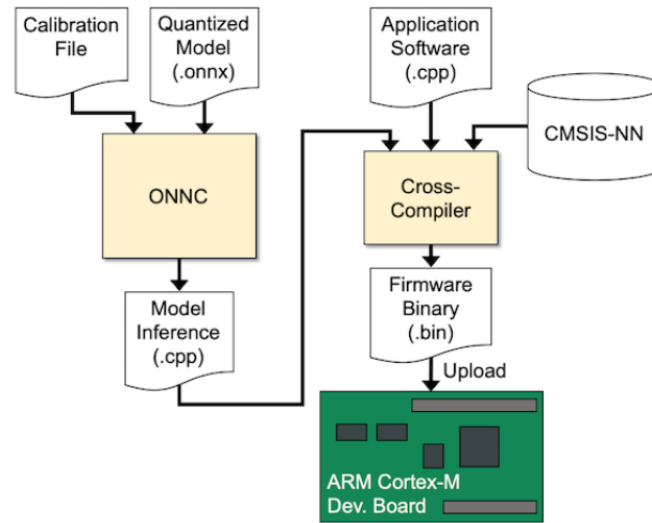 Calibration
File
Quantized
Model
(.onnx)
Application
Software
(.cpp)
CMSIS-NN
ONNC
Cross-
Compiler
Model
Inference
(.cpp)
Firmware
Binary
(.bin)
Upload
ARM Cortex-M
Dev. Board